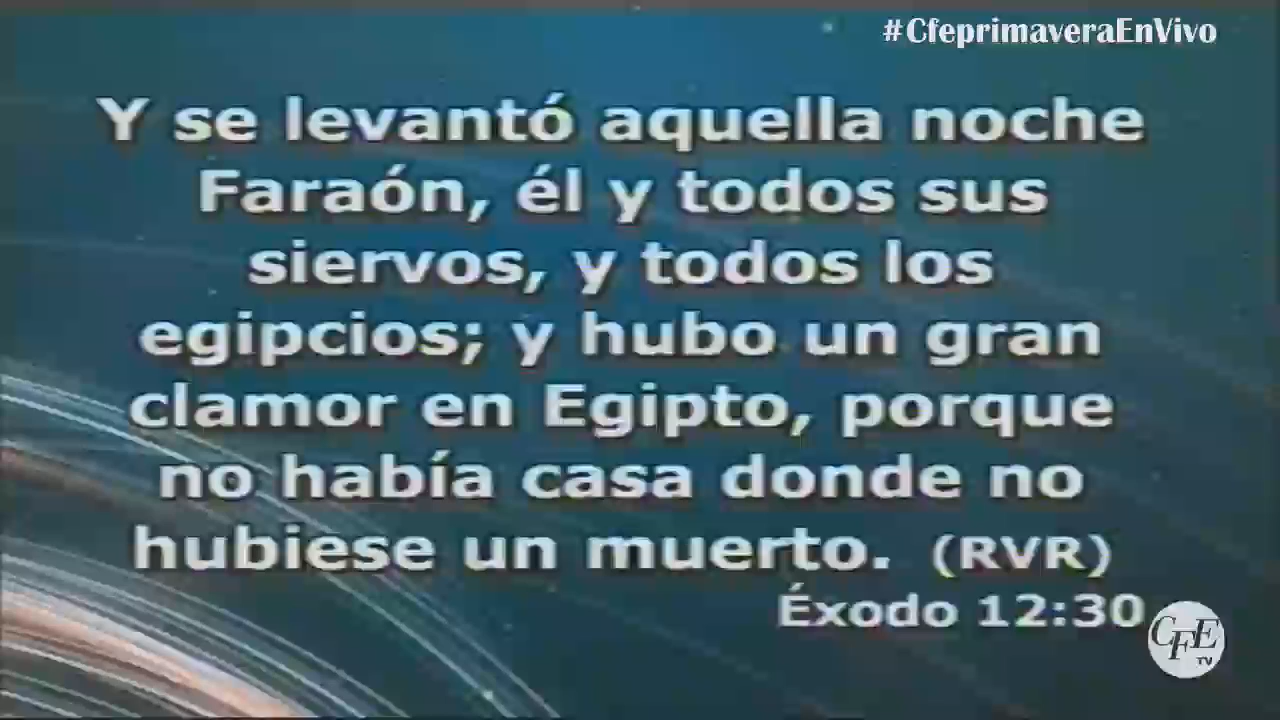 #CfeprimaveraEnVivo
Y se levantó aquella noche
Faraón, él y todos sus
siervos, y todos los
egipcios; y hubo un gran
clamor en Egipto, porque
no había casa donde no
hubiese un muerto. (RVR)
Éxodo 12:30
CFE
TV